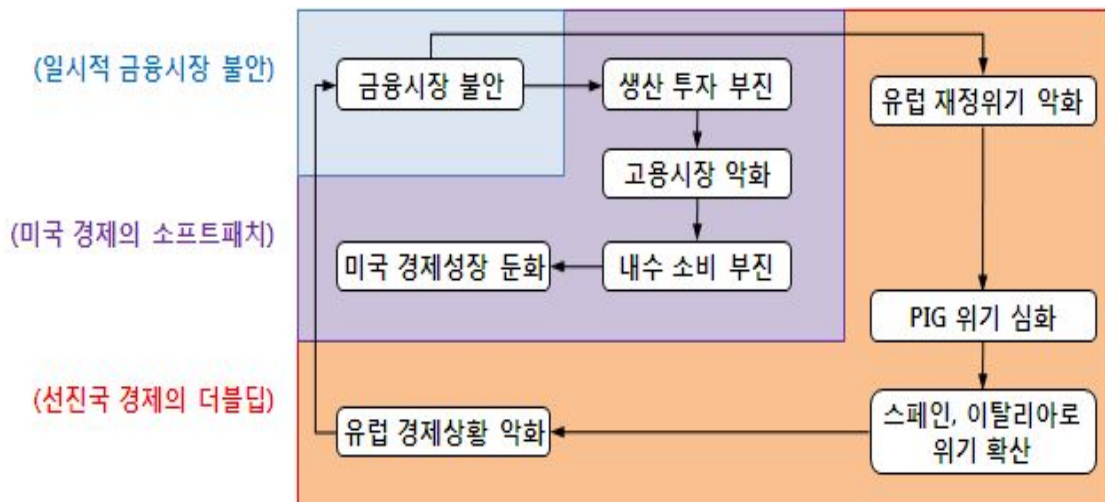 (일시적 금융시장 불안)
금융시장 불안
생산 투자 부진
유럽 재정위기 악화
고용시장 악화
(미국 경제의 소프트패치)
미국 경제성장 둔화
내수 소비 부진
PIG 위기 심화
(선진국 경제의 더블딥)
유럽 경제상황 악화
스페인, 이탈리아로
위기 확산